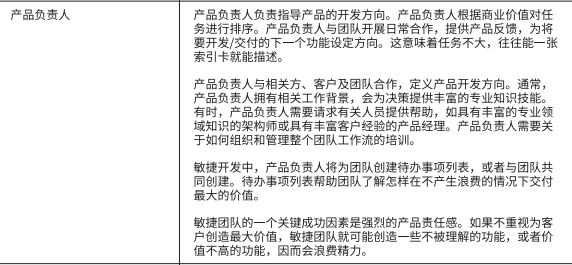 产品负责人
产品负责人负责指导产品的开发方向。产品负责人根据商业价值对任
务进行排序。产品负责人与团队开展日常合作，提供产品反馈，为将
要开发/交付的下一个功能设定方向。这意味着任务不大，往往能一张
索引卡就能描述。
产品负责人与相关方、客户及团队合作，定义产品开发方向。通常，
产品负责人拥有相关工作背景，会为决策提供丰富的专业知识技能。
有时，产品负责人需要请求有关人员提供帮助，如具有丰富的专业领
域知识的架构师或具有丰富客户经验的产品经理。产品负责人需要关
于如何组织和管理整个团队工作流的培训。
敏捷开发中，产品负责人将为团队创建待办事项列表，或者与团队共
同创建。待办事项列表帮助团队了解怎样在不产生浪费的情况下交付
最大的价值。
敏捷团队的一个关键成功因素是强烈的产品责任感。如果不重视为客
户创造最大价值，敏捷团队就可能创造一些不被理解的功能，或者价
值不高的功能，因而会浪费精力。